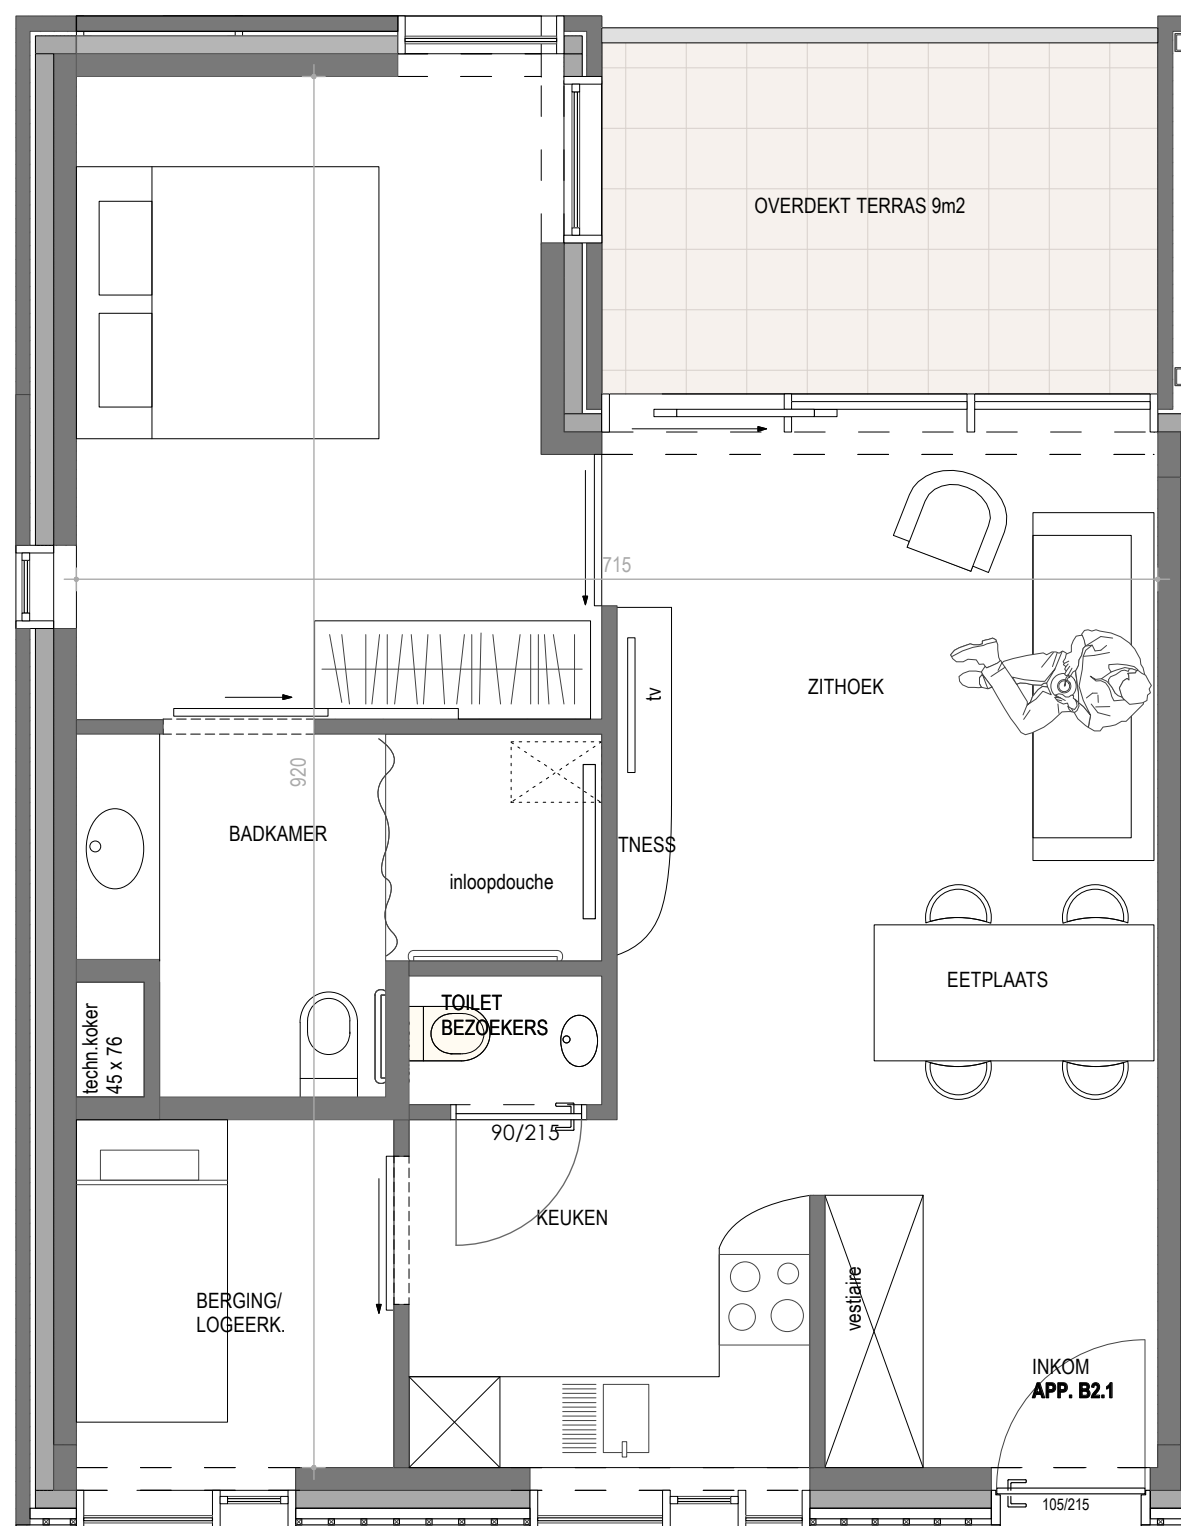 OVERDEKT TERRAS 9m2
715
tv
ZITHOEK
920
BADKAMER
TNESS
inloopdouche
EETPLAATS
techn.koker
45 x 76
TOILET
BEZOEKERS
90/215
KEUKEN
BERGING/
LOGEERK.
vestiaire
INKOM
APP. B2.1
105/215